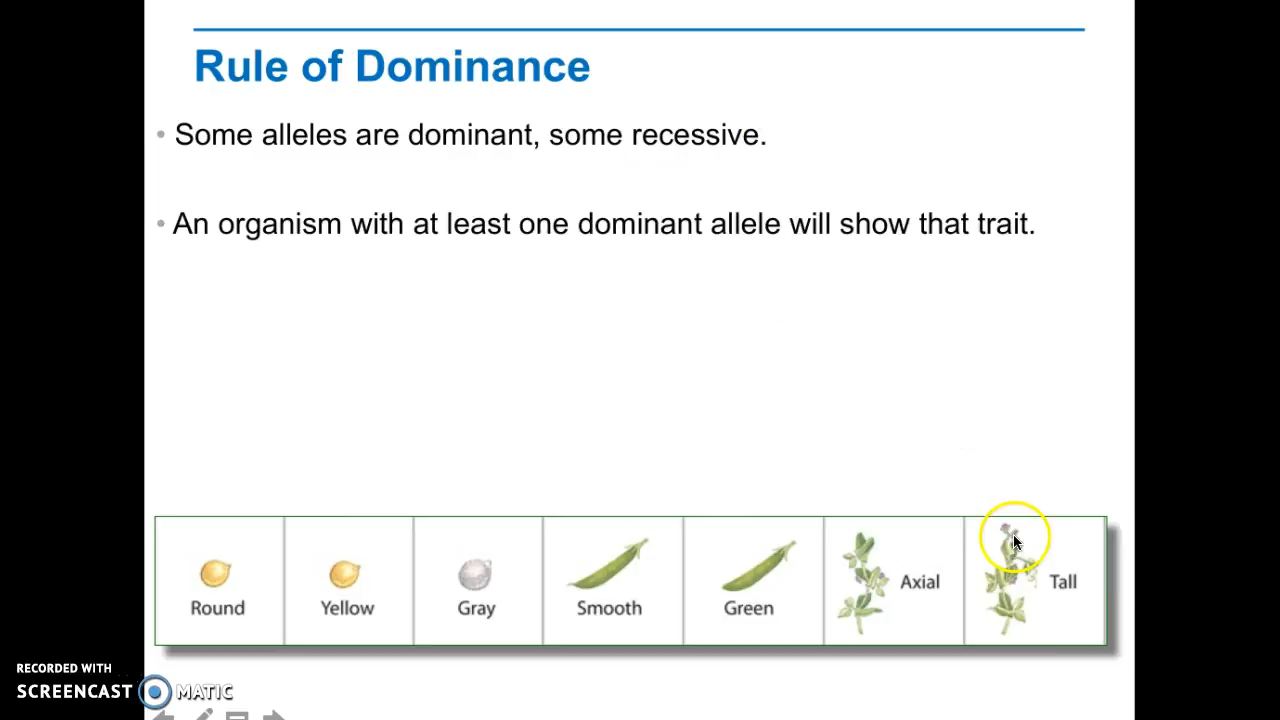 Rule of Dominance
• Some alleles are dominant, some recessive.
• An organism with at least one dominant allele will show that trait.
Round Yellow Gray Smooth Green Axial Tall
RECORDED WITH
SCREENCAST MATIC